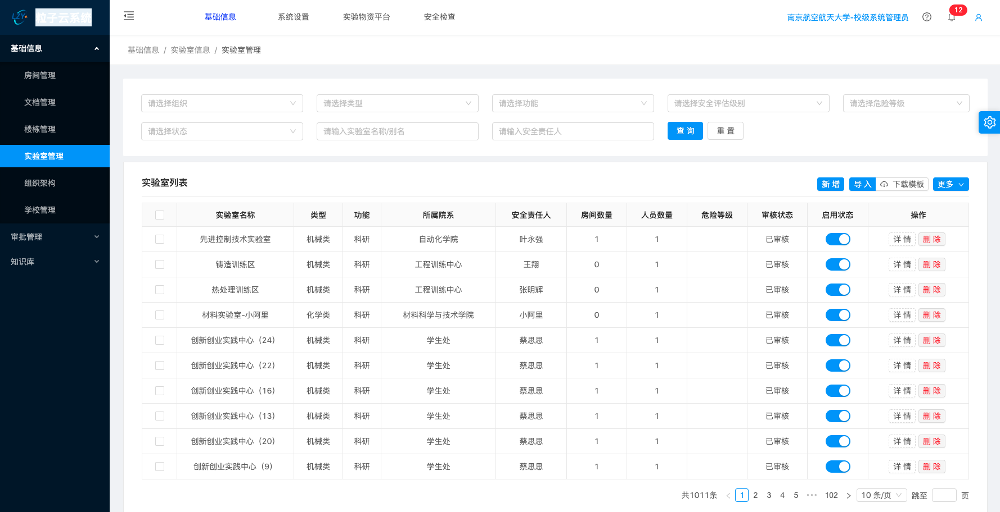 LZY 粒子云系统
基础信息 系统设置 实验物资平台 安全检查 南京航空航天大学-校级系统管理员 12
基础信息 / 实验室信息 / 实验室管理
基础信息
房间管理
文档管理
楼栋管理
实验室管理
组织架构
学校管理
审批管理
知识库
请选择组织 请选择类型 请选择功能 请选择安全评估级别 请选择危险等级
请选择状态 请输入实验室名称/别名 请输入安全责任人 查 询 重 置
实验室列表 新 增 导 入 下载模板 更多
实验室名称 类型 功能 所属院系 安全责任人 房间数量 人员数量 危险等级 审核状态 启用状态 操作
先进控制技术实验室 机械类 科研 自动化学院 叶永强 1 1 已审核 详 情 删 除
铸造训练区 机械类 科研 工程训练中心 王翔 0 1 已审核 详 情 删 除
热处理训练区 机械类 科研 工程训练中心 张明辉 0 1 已审核 详 情 删 除
材料实验室-小阿里 化学类 科研 材料科学与技术学院 小阿里 0 1 已审核 详 情 删 除
创新创业实践中心（24） 机械类 科研 学生处 蔡思思 1 1 已审核 详 情 删 除
创新创业实践中心（22） 机械类 科研 学生处 蔡思思 1 1 已审核 详 情 删 除
创新创业实践中心（16） 机械类 科研 学生处 蔡思思 1 1 已审核 详 情 删 除
创新创业实践中心（13） 机械类 科研 学生处 蔡思思 1 1 已审核 详 情 删 除
创新创业实践中心（20） 机械类 科研 学生处 蔡思思 1 1 已审核 详 情 删 除
创新创业实践中心（9） 机械类 科研 学生处 蔡思思 1 1 已审核 详 情 删 除
共1011条 < 1 2 3 4 5 ••• 102 > 10 条/页 跳至 页